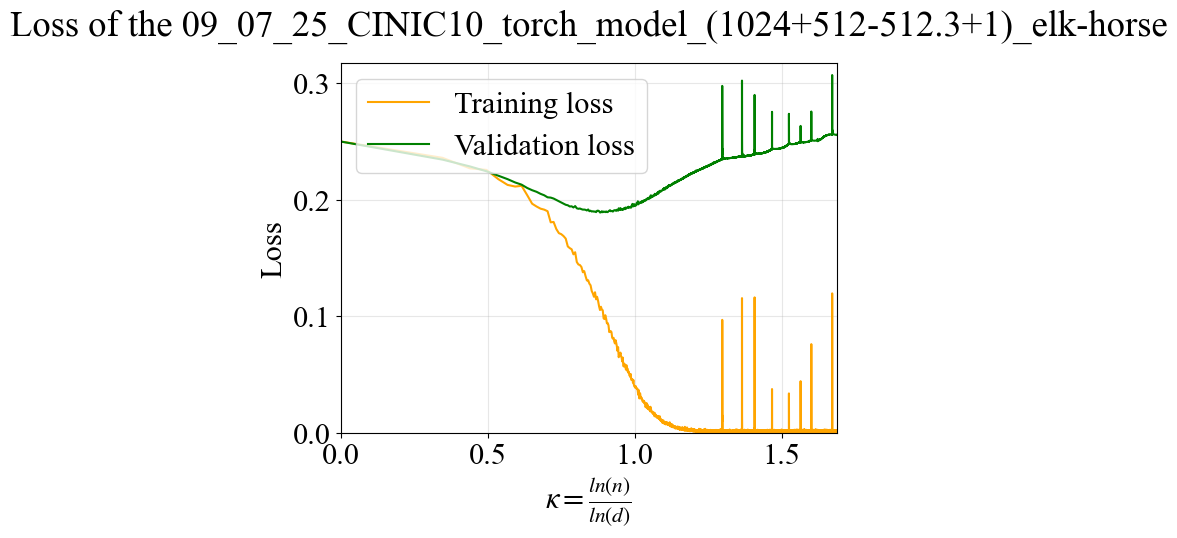 Loss of the 09_07_25_CINIC10_torch_model_(1024+512-512.3+1)_elk-horse
0.3
0.2
0.1
0.0
Loss
Training loss
Validation loss
0.0 0.5 1.0 1.5
κ = ln(n)/ln(d)